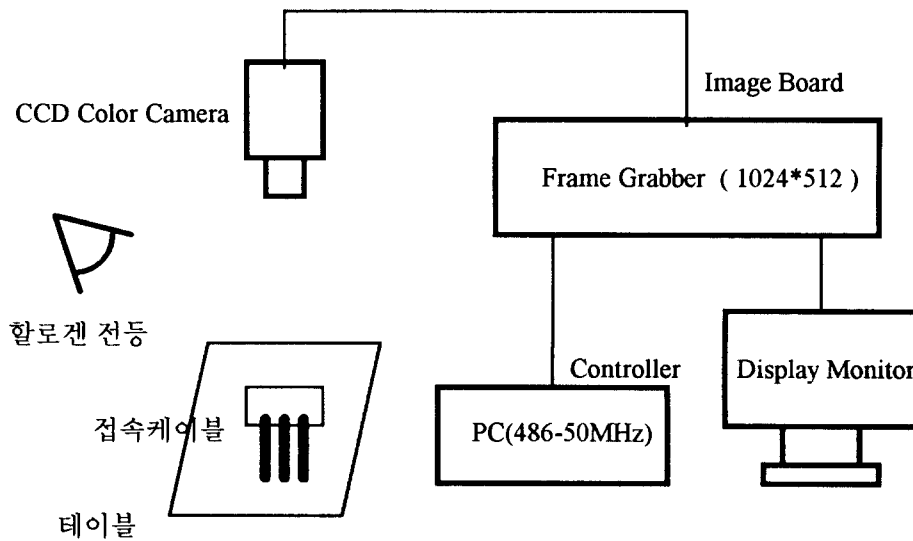 Image Board
CCD Color Camera
Frame Grabber ( 1024*512 )
할로겐 전등
Controller
Display Monitor
접속케이블
PC(486-50MHz)
테이블